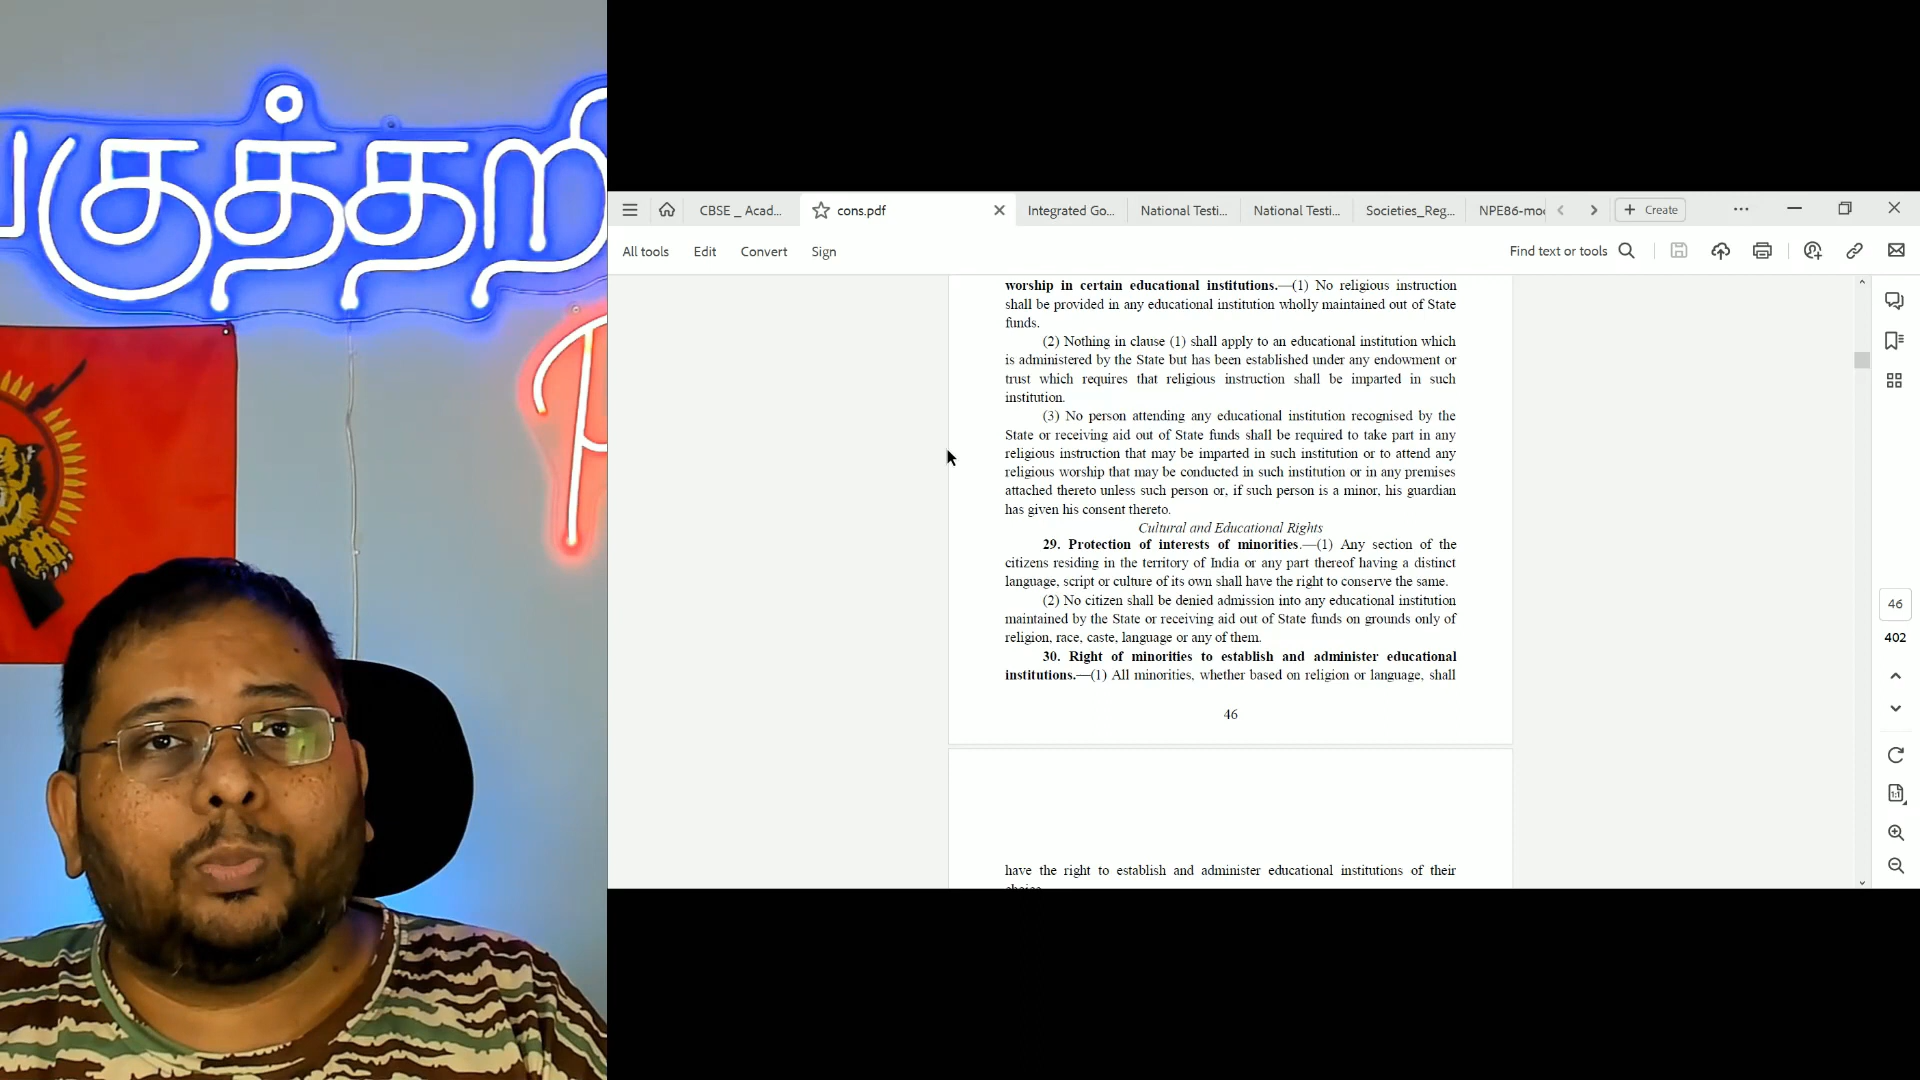 குத்தறி
CBSE _ Acad...
cons.pdf
Integrated Go...
National Testi...
National Testi...
Societies_Reg...
NPE86-mo
Create
All tools
Edit
Convert
Sign
Find text or tools
worship in certain educational institutions.—(1) No religious instruction
shall be provided in any educational institution wholly maintained out of State
funds.
(2) Nothing in clause (1) shall apply to an educational institution which
is administered by the State but has been established under any endowment or
trust which requires that religious instruction shall be imparted in such
institution.
(3) No person attending any educational institution recognised by the
State or receiving aid out of State funds shall be required to take part in any
religious instruction that may be imparted in such institution or to attend any
religious worship that may be conducted in such institution or in any premises
attached thereto unless such person or, if such person is a minor, his guardian
has given his consent thereto.
Cultural and Educational Rights
29. Protection of interests of minorities.—(1) Any section of the
citizens residing in the territory of India or any part thereof having a distinct
language, script or culture of its own shall have the right to conserve the same.
(2) No citizen shall be denied admission into any educational institution
maintained by the State or receiving aid out of State funds on grounds only of
religion, race, caste, language or any of them.
30. Right of minorities to establish and administer educational
institutions.—(1) All minorities, whether based on religion or language, shall
46
have the right to establish and administer educational institutions of their
46
402